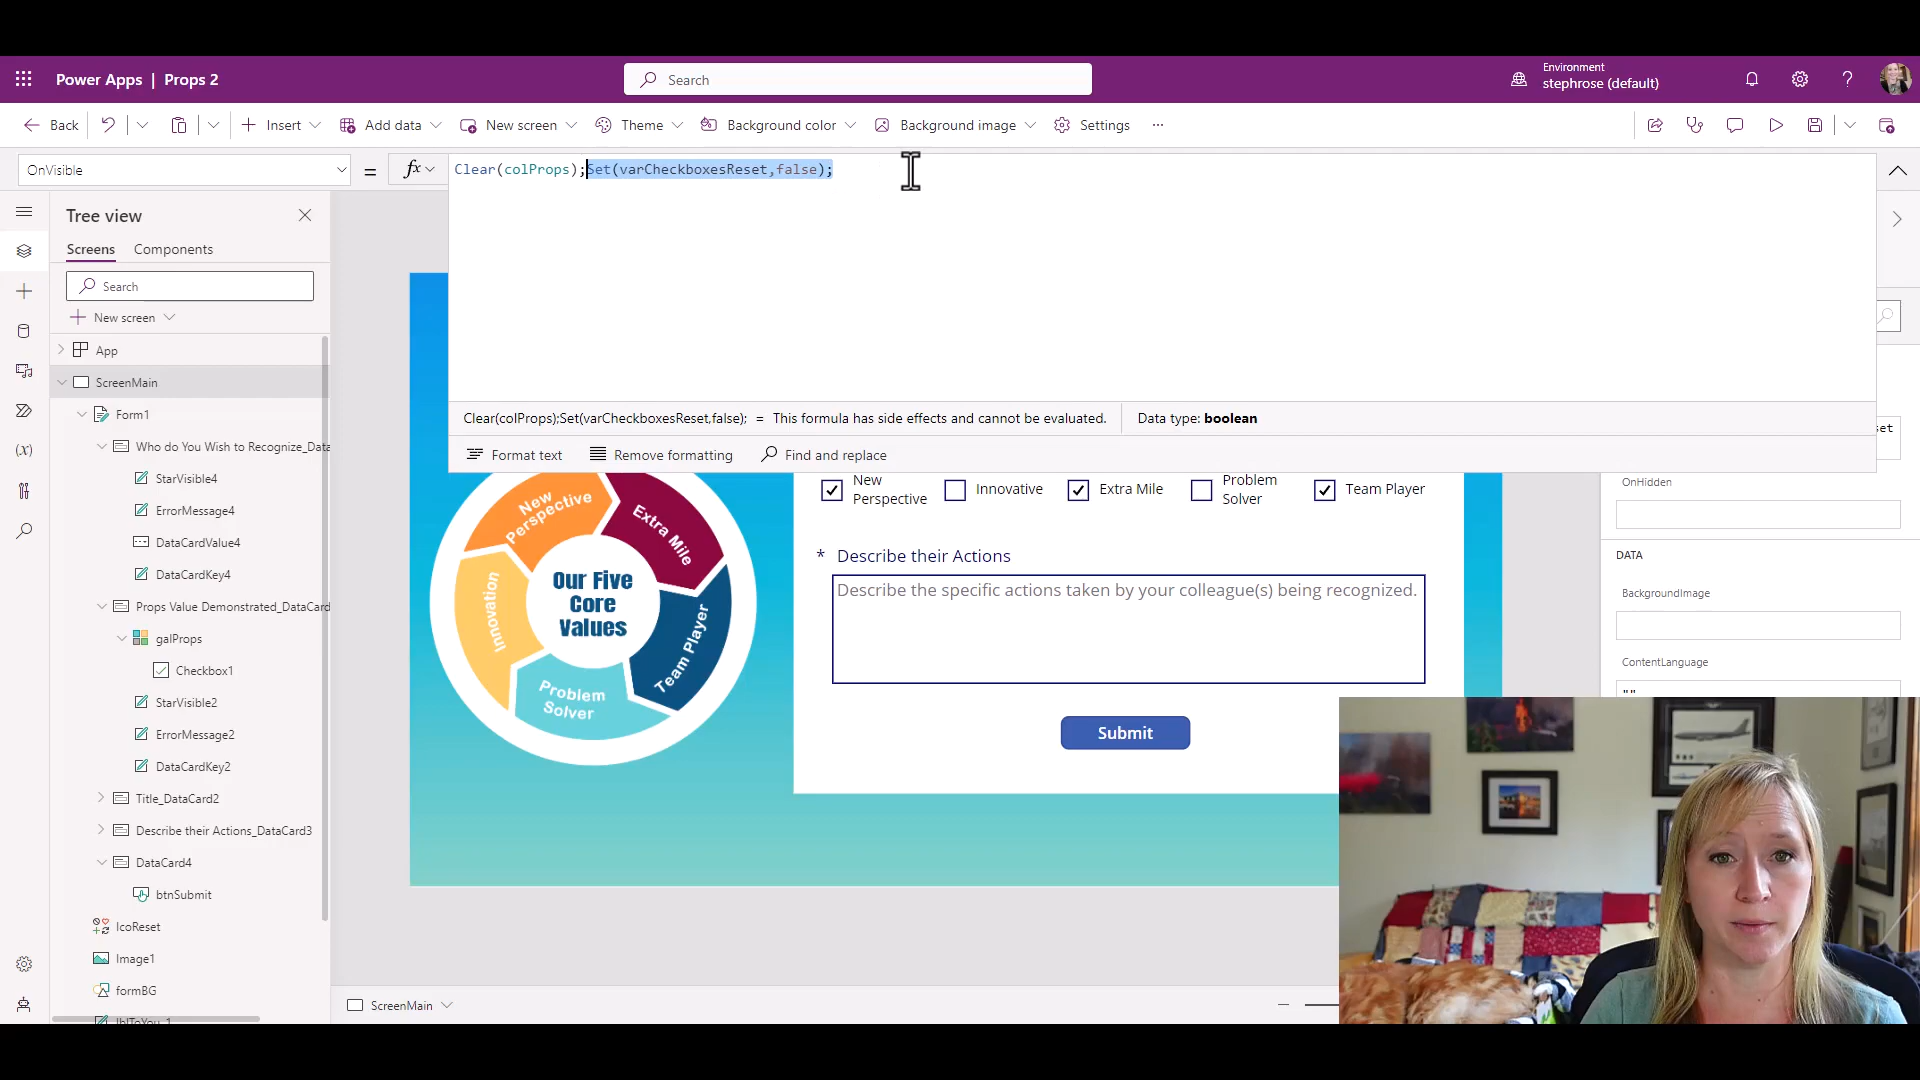 Power Apps | Props 2
Search
Environment
stephrose (default)
Back
Insert
Add data
New screen
Theme
Background color
Background image
Settings
OnVisible
=
fx
Clear(colProps);Set(varCheckboxesReset,false);
Tree view
Screens
Components
Search
New screen
App
ScreenMain
Form1
Who do You Wish to Recognize_Data
StarVisible4
ErrorMessage4
DataCardValue4
DataCardKey4
Props Value Demonstrated_DataCard
galProps
Checkbox1
StarVisible2
ErrorMessage2
DataCardKey2
Title_DataCard2
Describe their Actions_DataCard3
DataCard4
btnSubmit
IcoReset
Image1
formBG
lblToYou_1
Clear(colProps);Set(varCheckboxesReset,false); = This formula has side effects and cannot be evaluated.
Data type: boolean
Format text
Remove formatting
Find and replace
New Perspective
Innovative
Extra Mile
Problem Solver
Team Player
* Describe their Actions
Describe the specific actions taken by your colleague(s) being recognized.
Submit
New Perspective
Extra Mile
Team Player
Problem Solver
Innovation
Our Five
Core
Values
OnHidden
DATA
BackgroundImage
ContentLanguage
""
ScreenMain